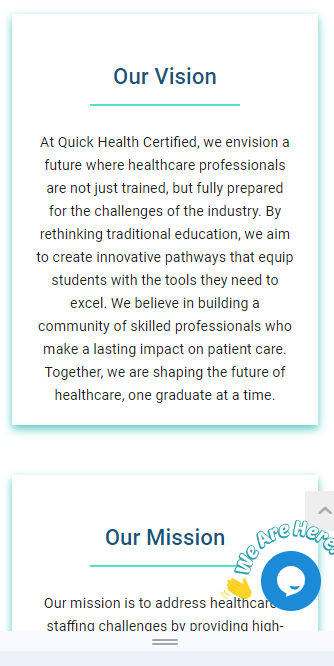 Our Vision
At Quick Health Certified, we envision a
future where healthcare professionals
are not just trained, but fully prepared
for the challenges of the industry. By
rethinking traditional education, we aim
to create innovative pathways that equip
students with the tools they need to
excel. We believe in building a
community of skilled professionals who
make a lasting impact on patient care.
Together, we are shaping the future of
healthcare, one graduate at a time.
Our Mission
We Are Here!
Our mission is to address healthcare
staffing challenges by providing high-